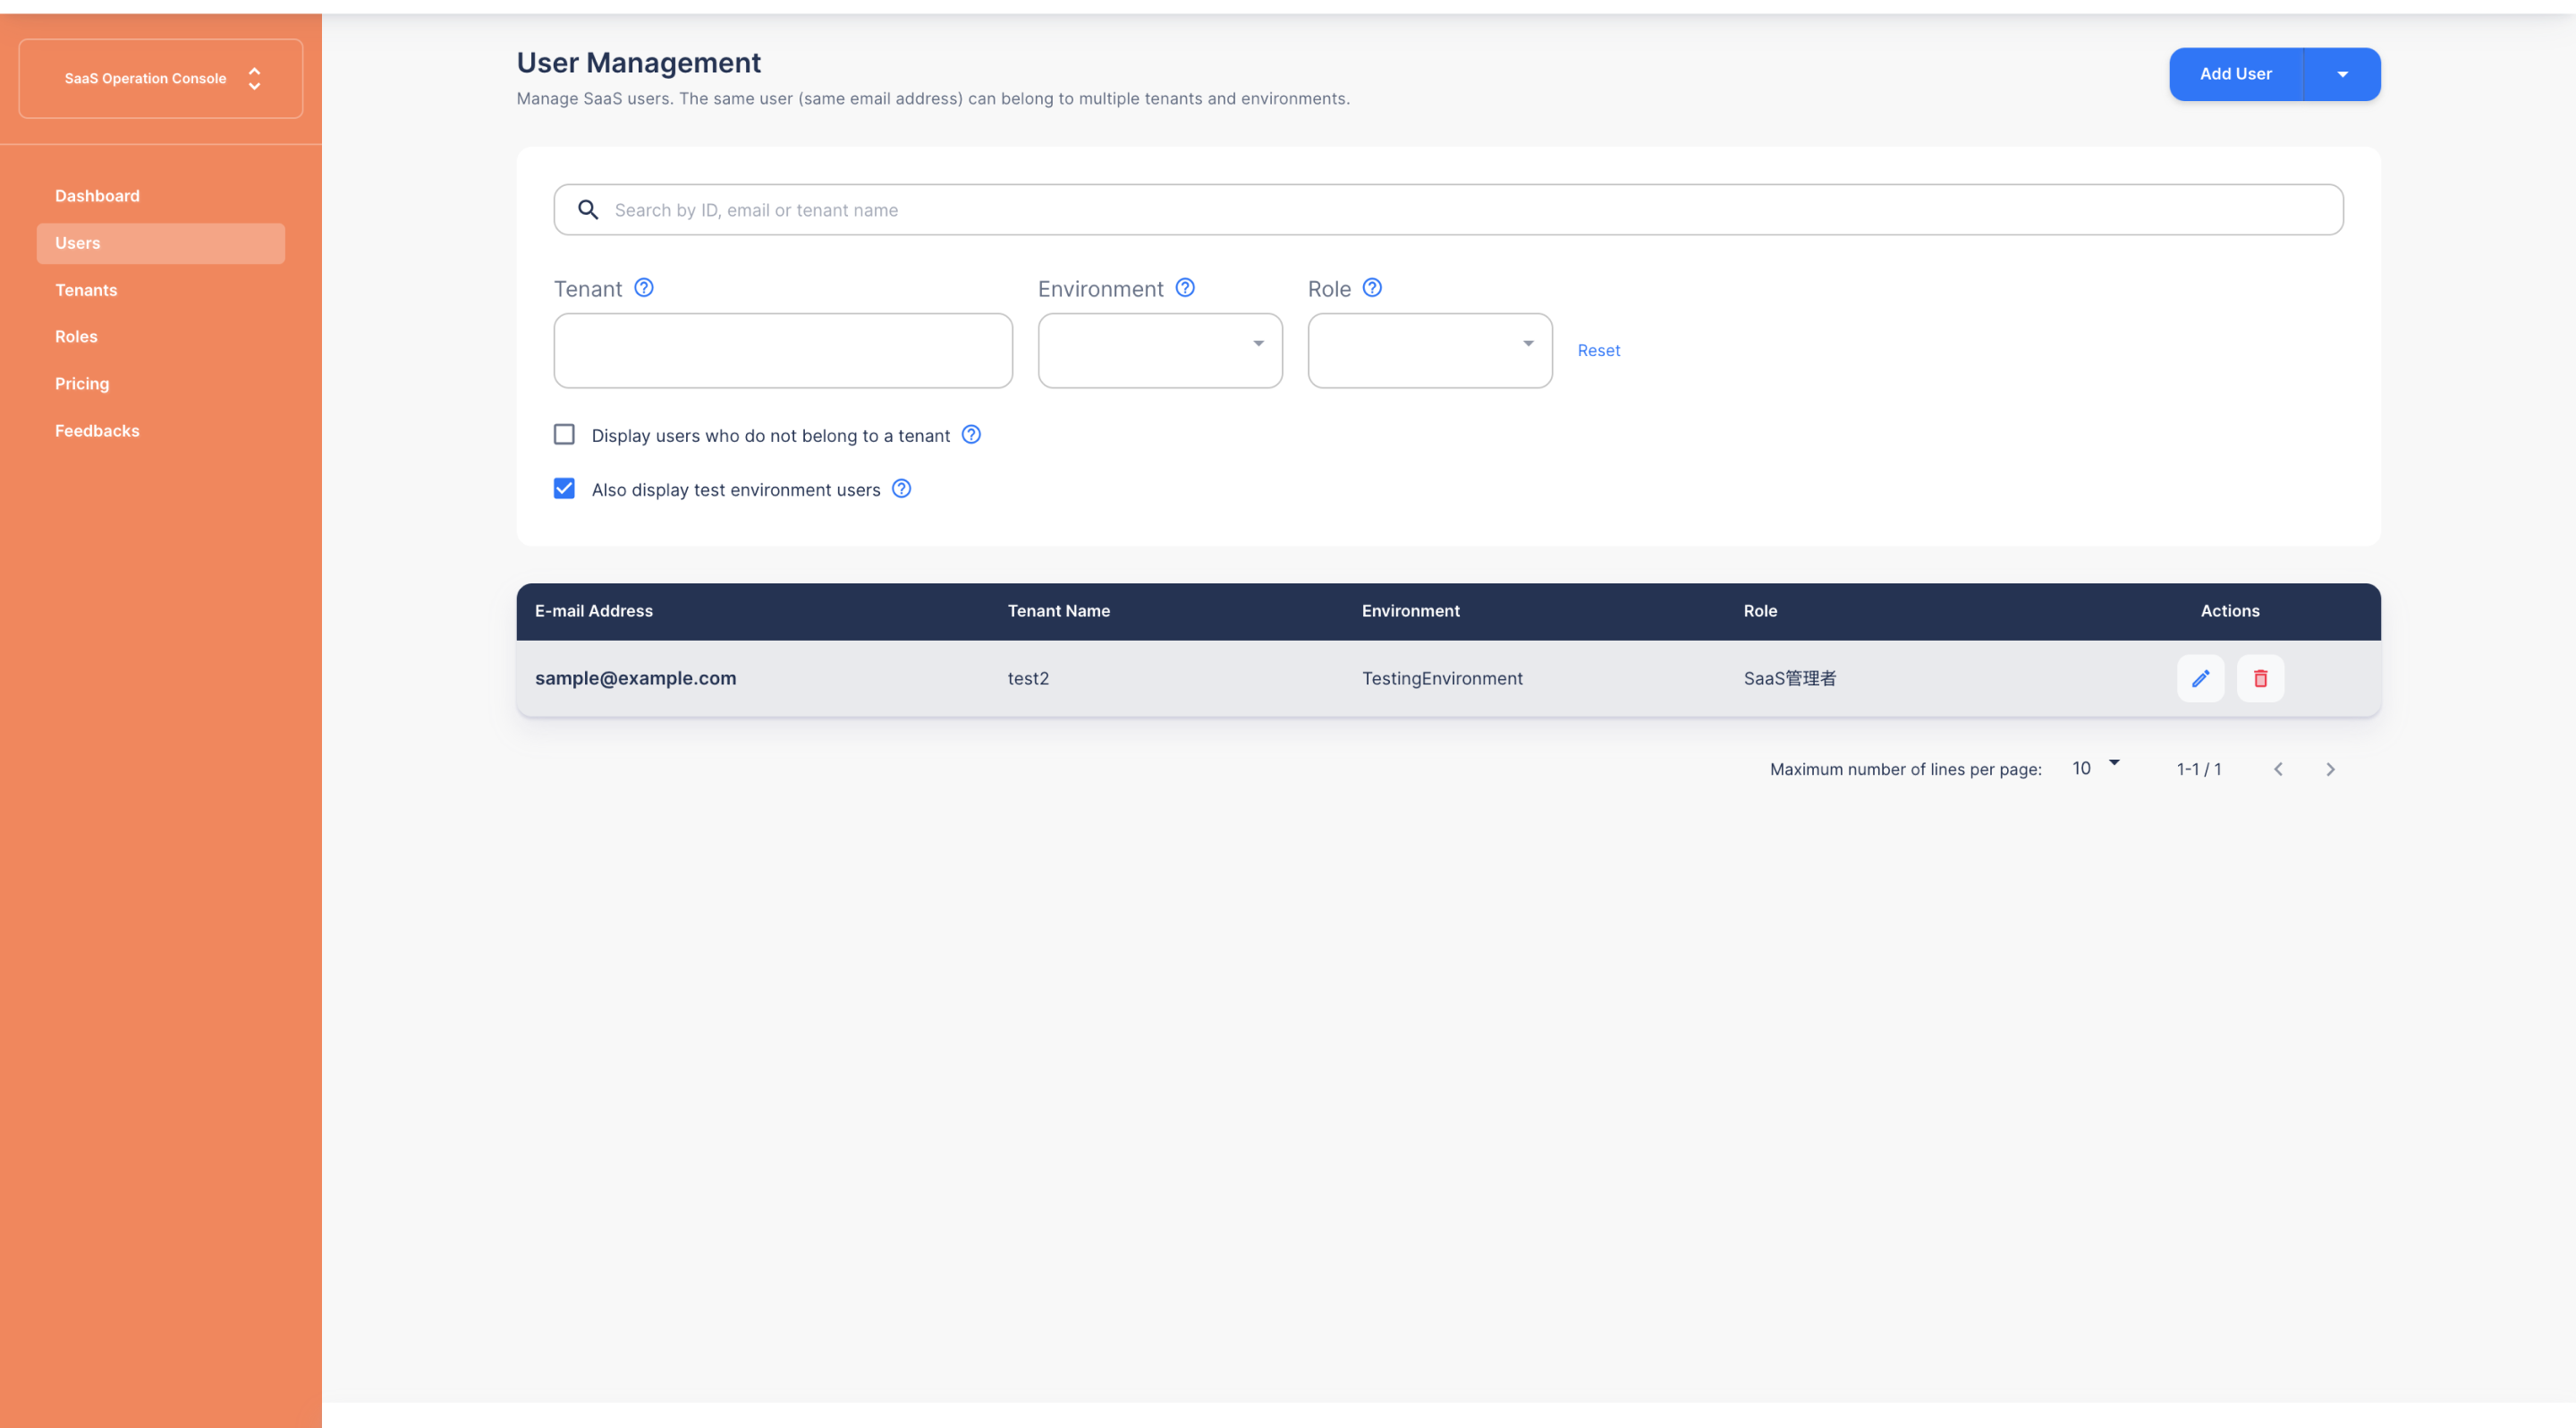 SaaS Operation Console
Dashboard
Users
Tenants
Roles
Pricing
Feedbacks
User Management
Manage SaaS users. The same user (same email address) can belong to multiple tenants and environments.
Add User
Search by ID, email or tenant name
Tenant
Environment
Role
Reset
Display users who do not belong to a tenant
Also display test environment users
E-mail Address Tenant Name Environment Role Actions
sample@example.com test2 TestingEnvironment SaaS管理者
Maximum number of lines per page: 10 1-1 / 1